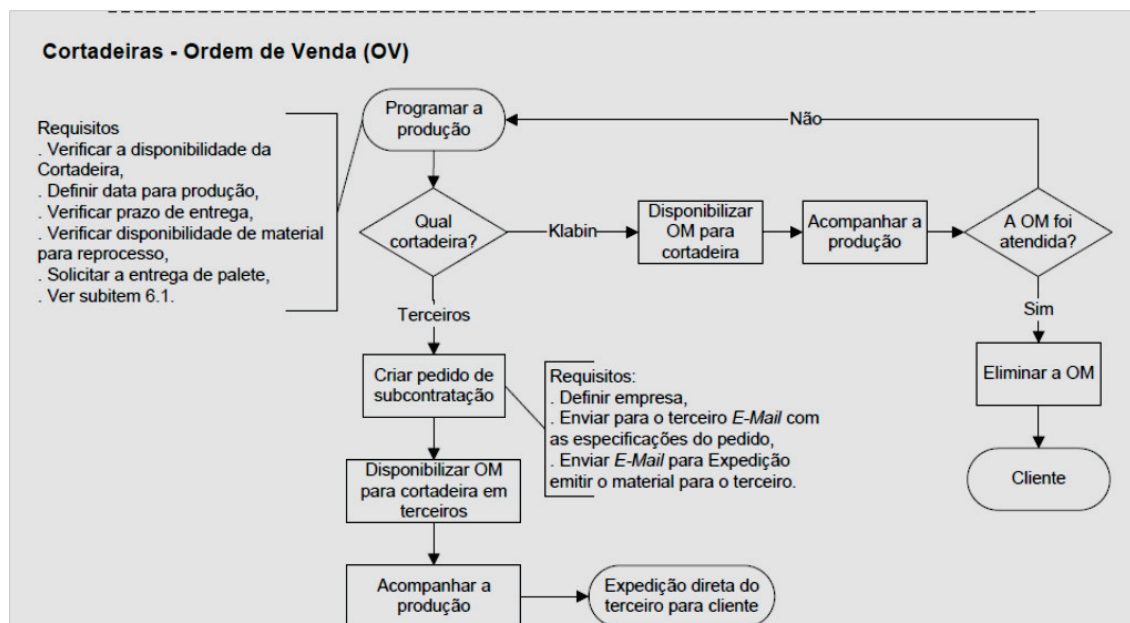 Cortadeiras - Ordem de Venda (OV)
Programar a
produção
Não
Requisitos
. Verificar a disponibilidade da
Cortadeira,
. Definir data para produção,
. Verificar prazo de entrega,
. Verificar disponibilidade de material
para reprocesso,
. Solicitar a entrega de palete,
. Ver subitem 6.1.
Qual
cortadeira?
Klabin
Disponibilizar
OM para
cortadeira
Acompanhar a
produção
A OM foi
atendida?
Terceiros
Sim
Criar pedido de
subcontratação
Requisitos:
. Definir empresa,
. Enviar para o terceiro E-Mail com
as especificações do pedido,
. Enviar E-Mail para Expedição
emitir o material para o terceiro.
Eliminar a OM
Cliente
Disponibilizar OM
para cortadeira em
terceiros
Acompanhar a
produção
Expedição direta do
terceiro para cliente